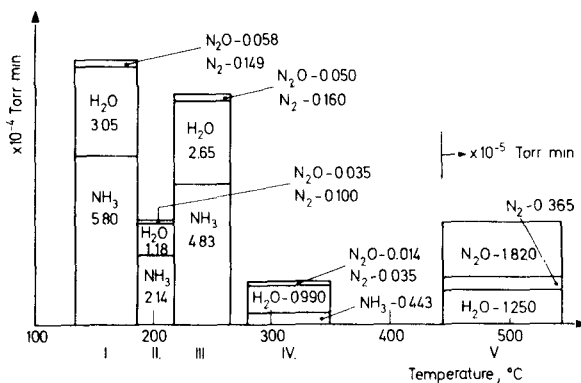 x10⁻⁴ Torr min
N₂O-0.058
N₂-0.149
H₂O
3.05
NH₃
5.80
H₂O
1.18
NH₃
2.14
N₂O-0.050
N₂-0.160
H₂O
2.65
NH₃
4.83
N₂O-0.035
N₂-0.100
N₂O-0.014
N₂-0.035
H₂O-0.990
NH₃-0.443
x10⁻⁵ Torr min
N₂-0.365
N₂O-1.820
H₂O-1.250
100 200 300 400 500
I II. III IV. V
Temperature, °C